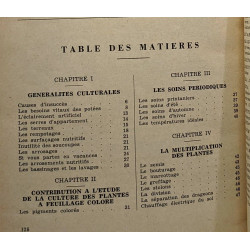 TABLE DES MATIERES
CHAPITRE I
GENERALITES CULTURALES
Causes d'insuccès
Les besoins vitaux des potées
L'éclairement artificiel
Les serres d'appartement
Les terreaux
Les rempotages
Les surfaçages nutritifs
Inutilité des soucoupes
Les arrosages
Si vous partez en vacances
Les arrosements nutritifs
Les bassinages et les lavages
CHAPITRE II
CONTRIBUTION A L'ETUDE
DE LA CULTURE DES PLANTES
A FEUILLAGE COLORÉ
Les pigments colorés
CHAPITRE III
LES SOINS PERIODIQUES
Les soins printaniers
Les soins d'été
Les soins d'automne
Les soins d'hiver
Les températures idéales
CHAPITRE IV
LA MULTIPLICATION
DES PLANTES
Le semis
Le bouturage
Le marcottage
Le greffage
Les stolons
La division
La séparation des drageons
Chauffage électrique du sol